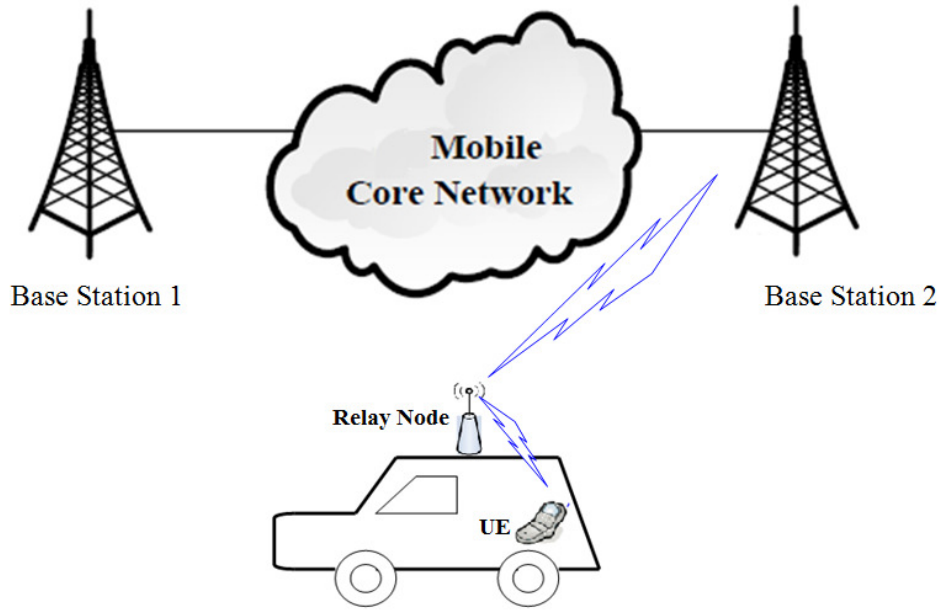 Mobile
Core Network
Base Station 1
Base Station 2
Relay Node
UE